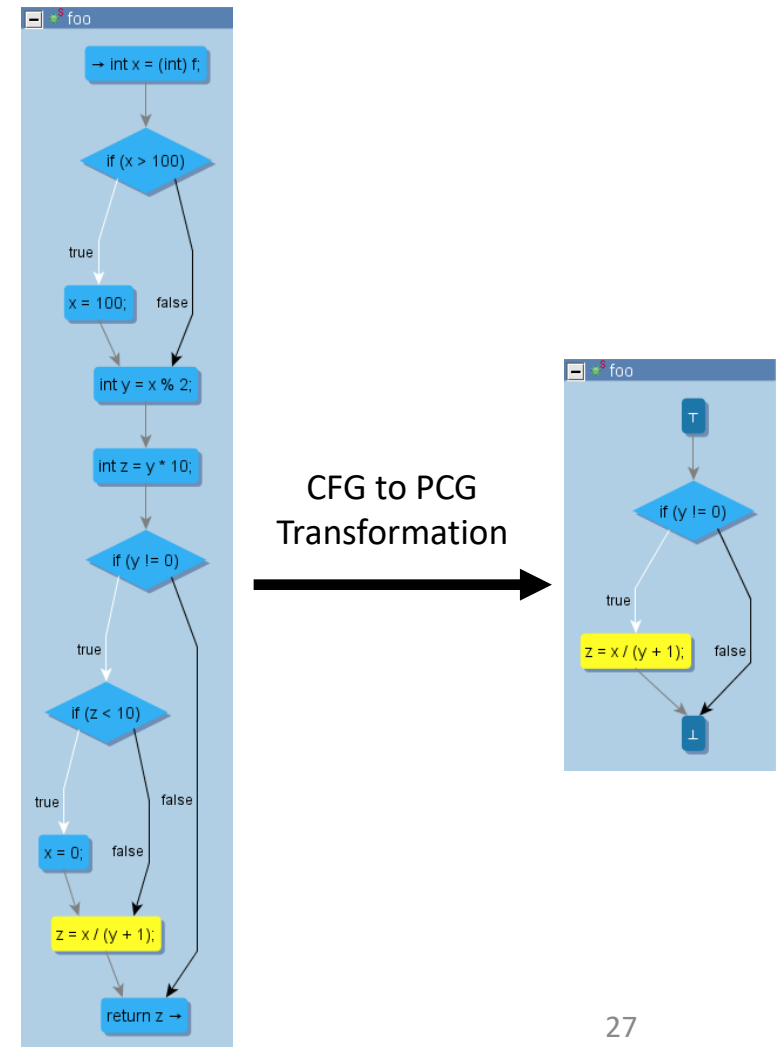 foo
→ int x = (int) f;
if (x > 100)
true
x = 100;
false
int y = x % 2;
int z = y * 10;
if (y != 0)
true
if (z < 10)
true
false
x = 0;
false
z = x / (y + 1);
return z →
CFG to PCG
Transformation
foo
⊤
if (y != 0)
true
z = x / (y + 1);
false
⊥
27